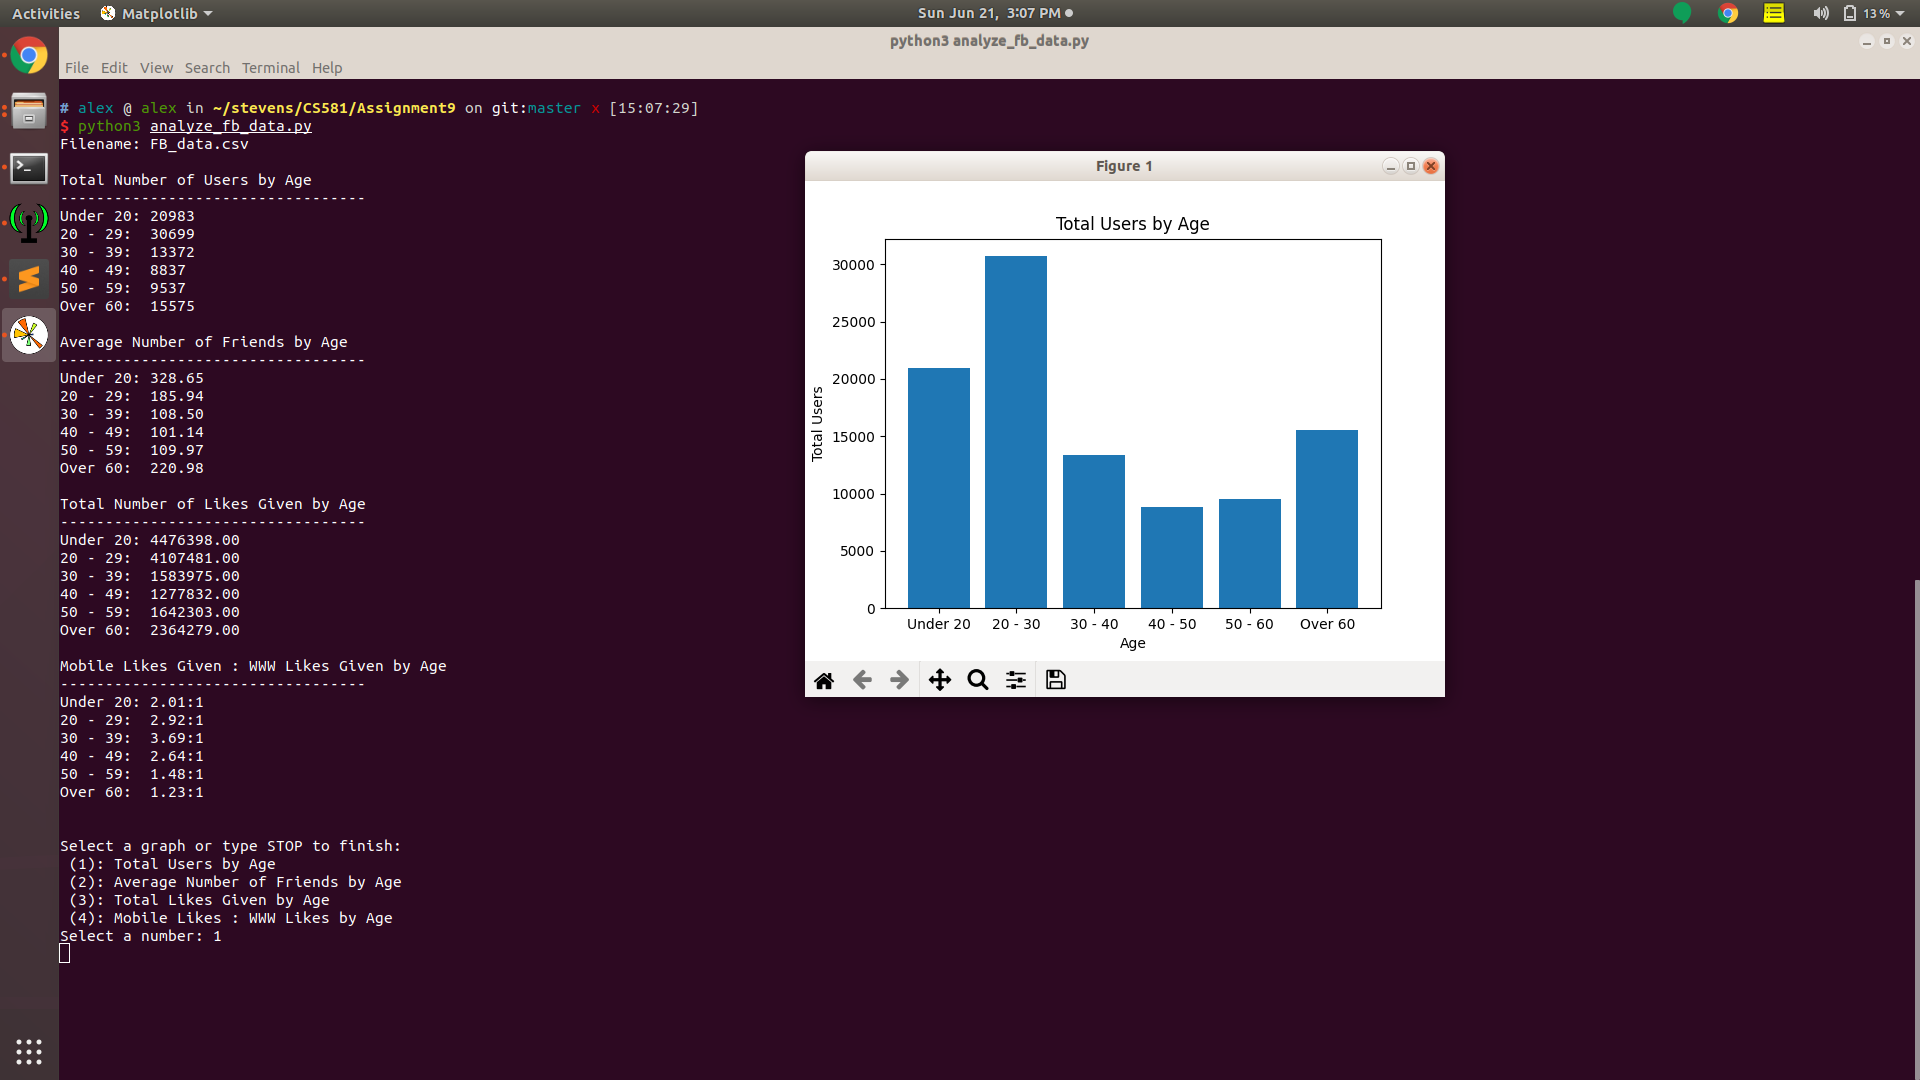 Activities Matplotlib Sun Jun 21, 3:07 PM 13 %
python3 analyze_fb_data.py
File Edit View Search Terminal Help
# alex @ alex in ~/stevens/CS581/Assignment9 on git:master x [15:07:29]
$ python3 analyze_fb_data.py
Filename: FB_data.csv
Total Number of Users by Age
----------------------------------
Under 20: 20983
20 - 29:  30699
30 - 39:  13372
40 - 49:  8837
50 - 59:  9537
Over 60:  15575
Average Number of Friends by Age
----------------------------------
Under 20: 328.65
20 - 29:  185.94
30 - 39:  108.50
40 - 49:  101.14
50 - 59:  109.97
Over 60:  220.98
Total Number of Likes Given by Age
----------------------------------
Under 20: 4476398.00
20 - 29:  4107481.00
30 - 39:  1583975.00
40 - 49:  1277832.00
50 - 59:  1642303.00
Over 60:  2364279.00
Mobile Likes Given : WWW Likes Given by Age
----------------------------------
Under 20: 2.01:1
20 - 29:  2.92:1
30 - 39:  3.69:1
40 - 49:  2.64:1
50 - 59:  1.48:1
Over 60:  1.23:1
Select a graph or type STOP to finish:
(1): Total Users by Age
(2): Average Number of Friends by Age
(3): Total Likes Given by Age
(4): Mobile Likes : WWW Likes by Age
Select a number: 1
Figure 1
Total Users by Age
30000
25000
20000
15000
10000
5000
0
Total Users
Under 20 20 - 30 30 - 40 40 - 50 50 - 60 Over 60
Age